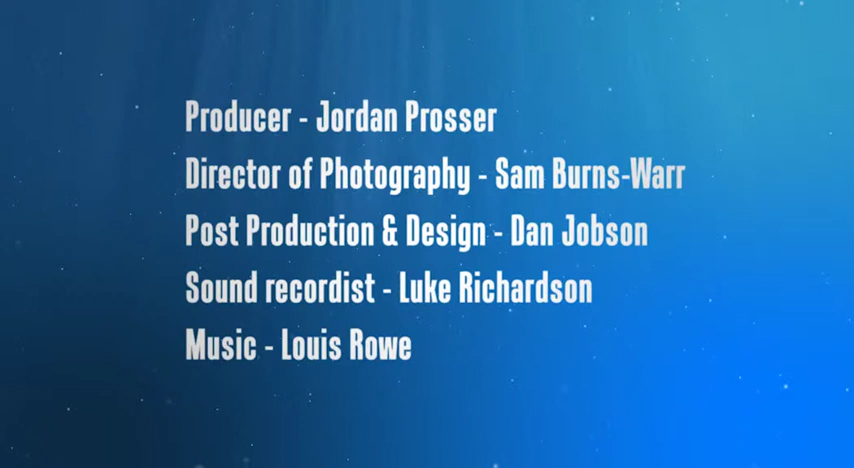 Producer - Jordan Prosser
Director of Photography - Sam Burns-Warr
Post Production & Design - Dan Jobson
Sound recordist - Luke Richardson
Music - Louis Rowe